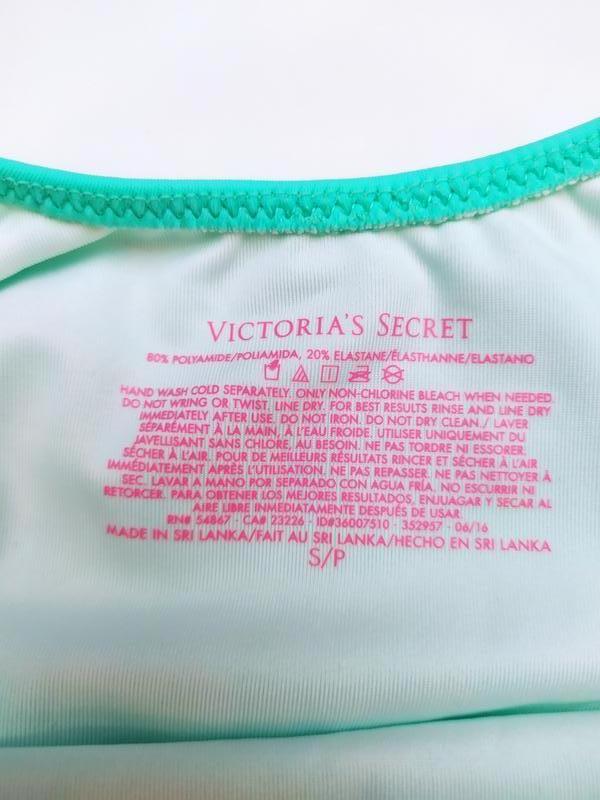 VICTORIA'S SECRET
80% POLYAMIDE/POLIAMIDA, 20% ELASTANE/ÉLASTHANNE/ELASTANO
HAND WASH COLD SEPARATELY. ONLY NON-CHLORINE BLEACH WHEN NEEDED.
DO NOT WRING OR TWIST. LINE DRY. FOR BEST RESULTS RINSE AND LINE DRY
IMMEDIATELY AFTER USE. DO NOT IRON. DO NOT DRY CLEAN./ LAVER
SÉPARÉMENT À LA MAIN, À L'EAU FROIDE. UTILISER UNIQUEMENT DU
JAVELLISANT SANS CHLORE, AU BESOIN. NE PAS TORDRE NI ESSORER.
SÉCHER À L'AIR. POUR DE MEILLEURS RÉSULTATS RINCER ET SÉCHER À L'AIR
IMMÉDIATEMENT APRÈS L'UTILISATION. NE PAS REPASSER. NE PAS NETTOYER À
SEC. LAVAR A MANO POR SEPARADO CON AGUA FRÍA. NO ESCURRIR NI
RETORCER. PARA OBTENER LOS MEJORES RESULTADOS, ENJUAGAR Y SECAR AL
AIRE LIBRE INMEDIATAMENTE DESPUÉS DE USAR.
RN# 54867 · CA# 23226 · ID#36007510 · 352957 · 06/16
MADE IN SRI LANKA/FAIT AU SRI LANKA/HECHO EN SRI LANKA
S/P